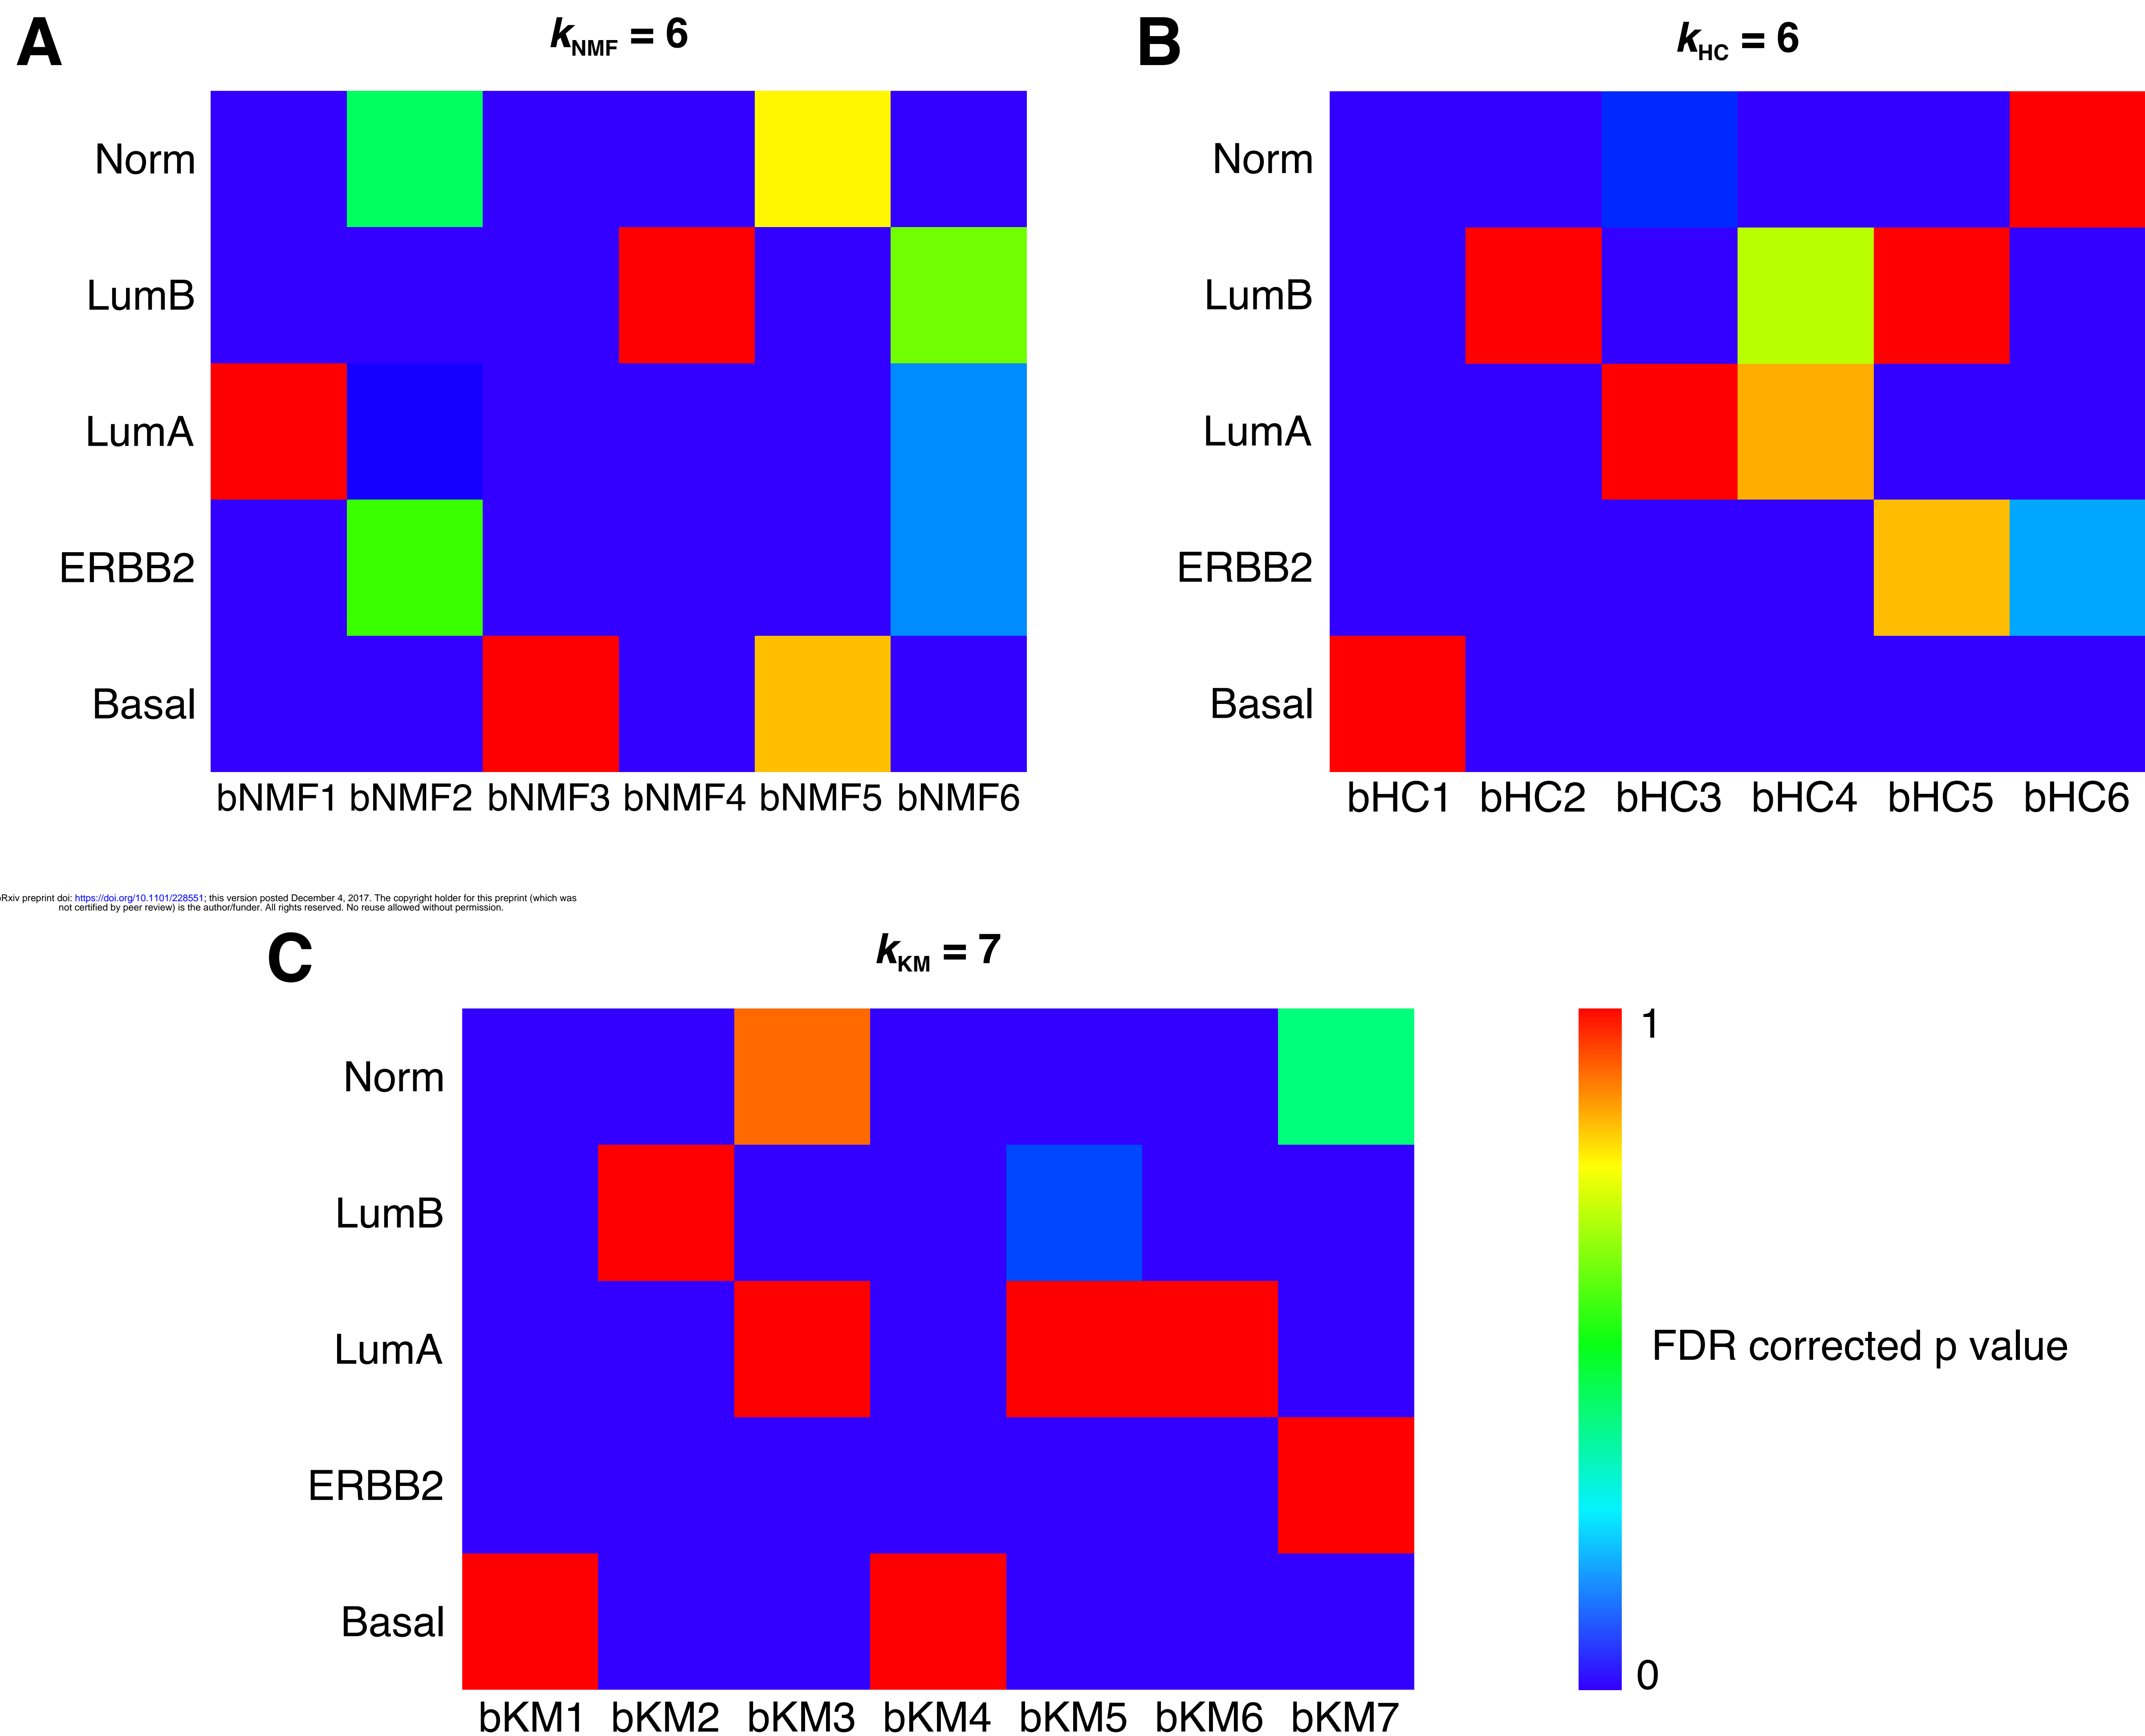 A
k NMF = 6
B
k HC = 6
Norm
LumB
LumA
ERBB2
Basal
bNMF1 bNMF2 bNMF3 bNMF4 bNMF5 bNMF6
Norm
LumB
LumA
ERBB2
Basal
bHC1 bHC2 bHC3 bHC4 bHC5 bHC6
preprint doi: https://doi.org/10.1101/228551; this version posted December 4, 2017. The copyright holder for this preprint (which was
not certified by peer review) is the author/funder. All rights reserved. No reuse allowed without permission.
C
k KM = 7
Norm
LumB
LumA
ERBB2
Basal
bKM1 bKM2 bKM3 bKM4 bKM5 bKM6 bKM7
1
FDR corrected p value
0